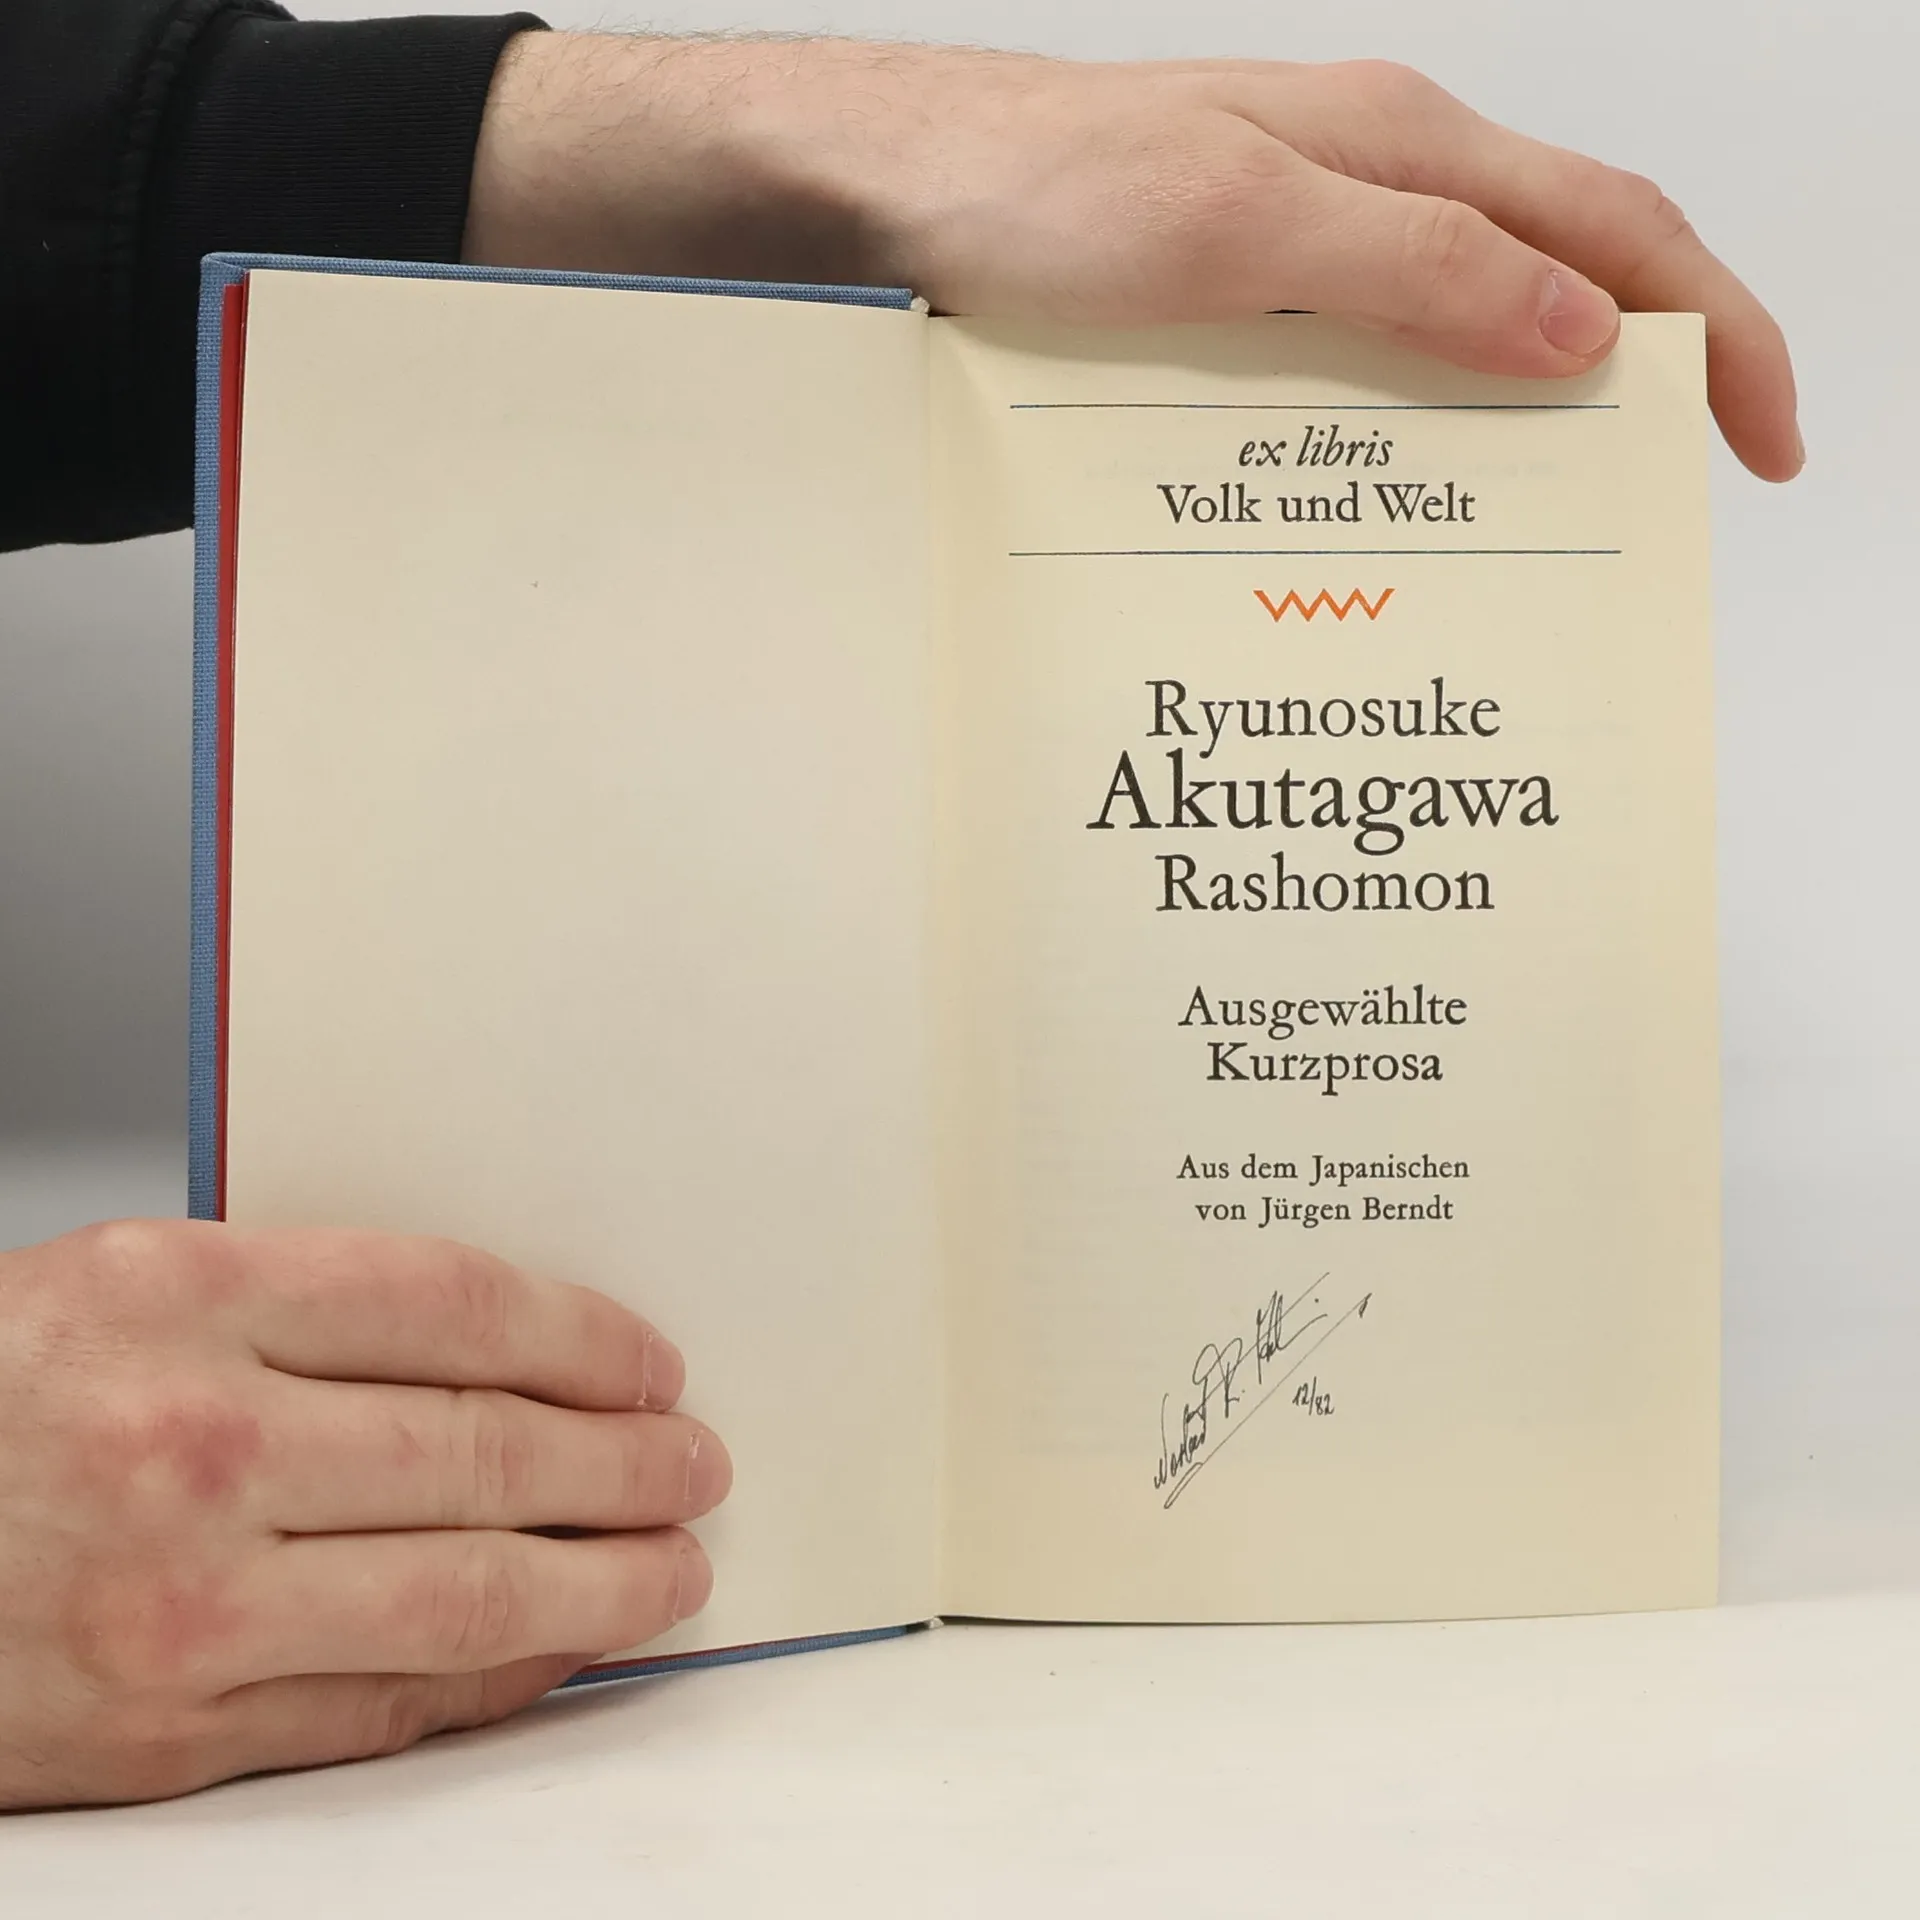 ex libris
Volk und Welt
Ryunosuke
Akutagawa
Rashomon
Ausgewählte
Kurzprosa
Aus dem Japanischen
von Jürgen Berndt
12/82